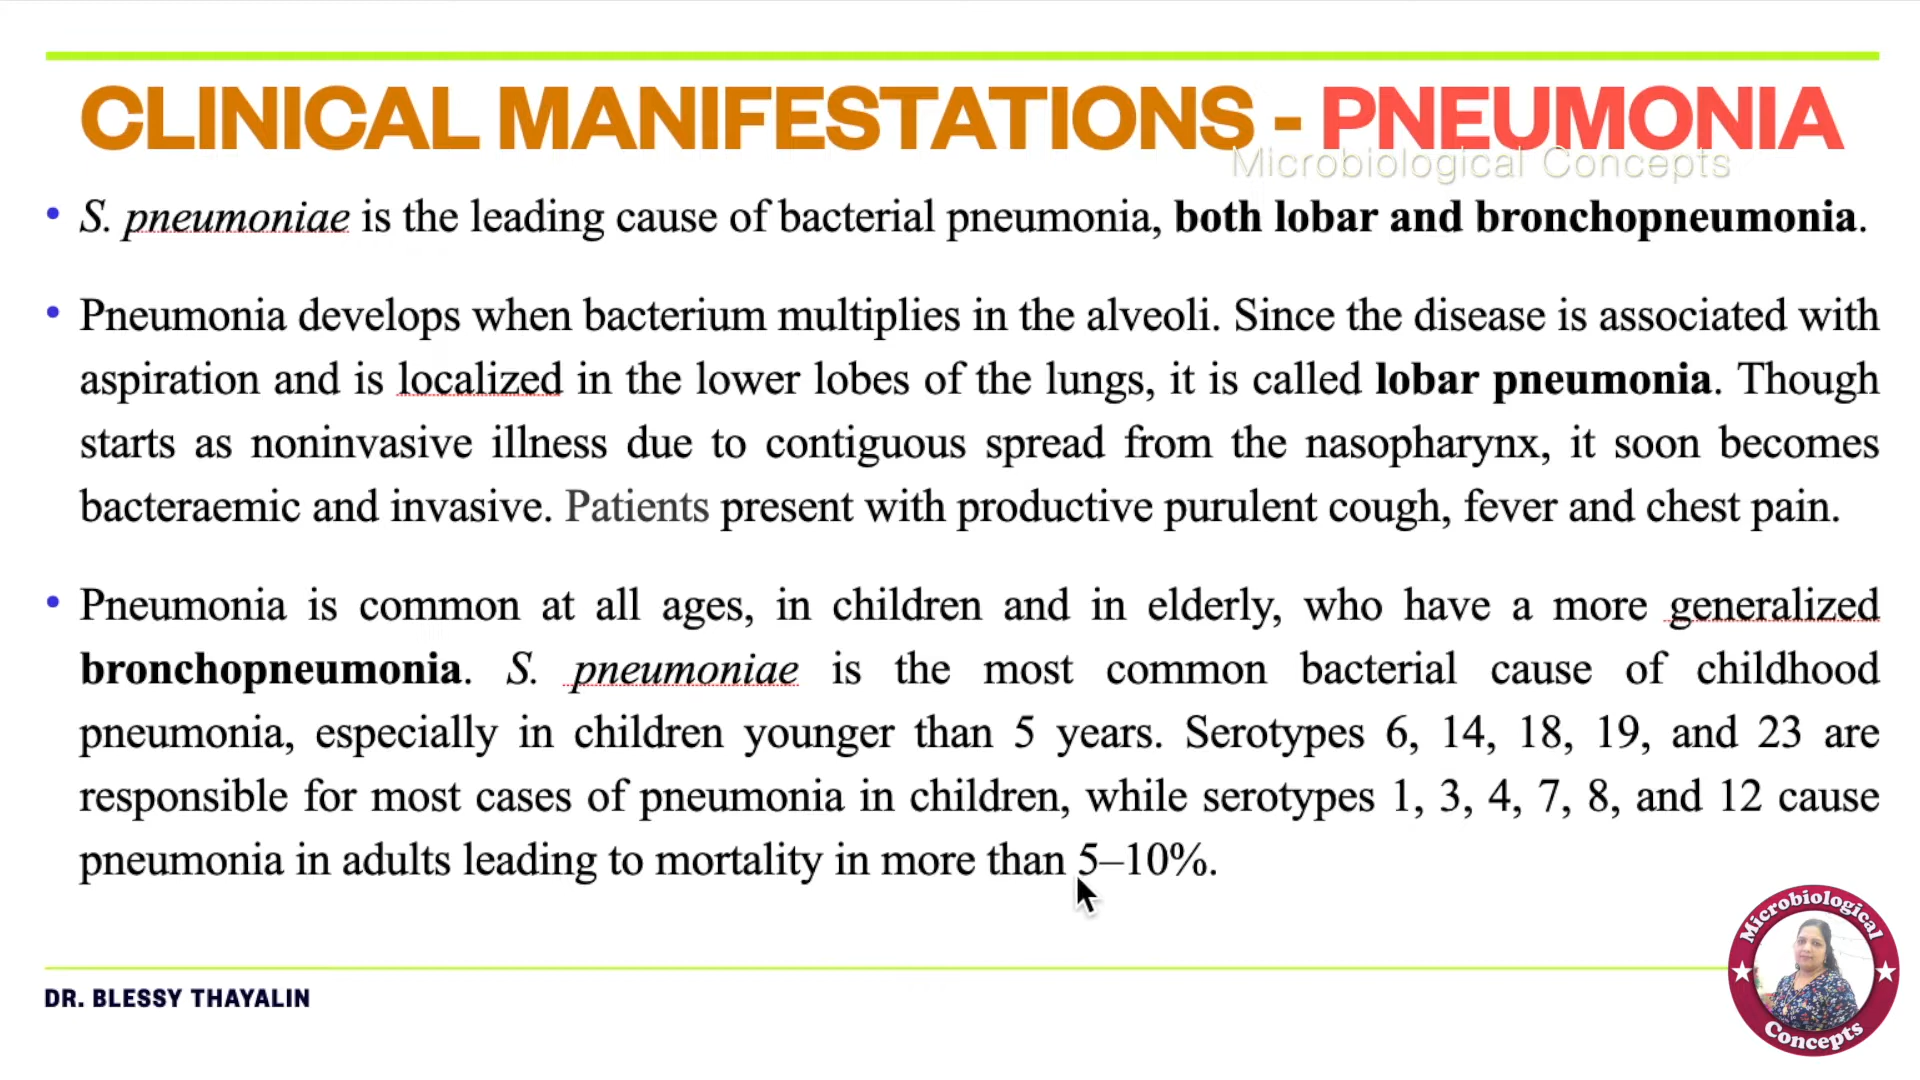 CLINICAL MANIFESTATIONS - PNEUMONIA
Microbiological Concepts
• S. pneumoniae is the leading cause of bacterial pneumonia, both lobar and bronchopneumonia.
• Pneumonia develops when bacterium multiplies in the alveoli. Since the disease is associated with
aspiration and is localized in the lower lobes of the lungs, it is called lobar pneumonia. Though
starts as noninvasive illness due to contiguous spread from the nasopharynx, it soon becomes
bacteraemic and invasive. Patients present with productive purulent cough, fever and chest pain.
• Pneumonia is common at all ages, in children and in elderly, who have a more generalized
bronchopneumonia. S. pneumoniae is the most common bacterial cause of childhood
pneumonia, especially in children younger than 5 years. Serotypes 6, 14, 18, 19, and 23 are
responsible for most cases of pneumonia in children, while serotypes 1, 3, 4, 7, 8, and 12 cause
pneumonia in adults leading to mortality in more than 5–10%.
DR. BLESSY THAYALIN
Microbiological
Concepts